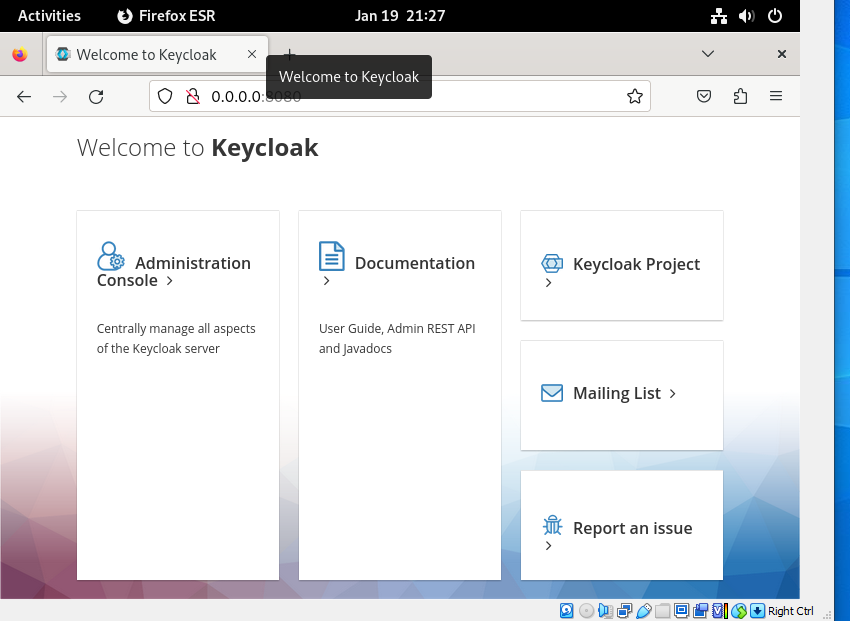 Activities Firefox ESR Jan 19 21:27
Welcome to Keycloak
Welcome to Keycloak
0.0.0.0:8080
Welcome to Keycloak
Administration
Console >
Centrally manage all aspects
of the Keycloak server
Documentation
>
User Guide, Admin REST API
and Javadocs
Keycloak Project
>
Mailing List >
Report an issue
>
Right Ctrl